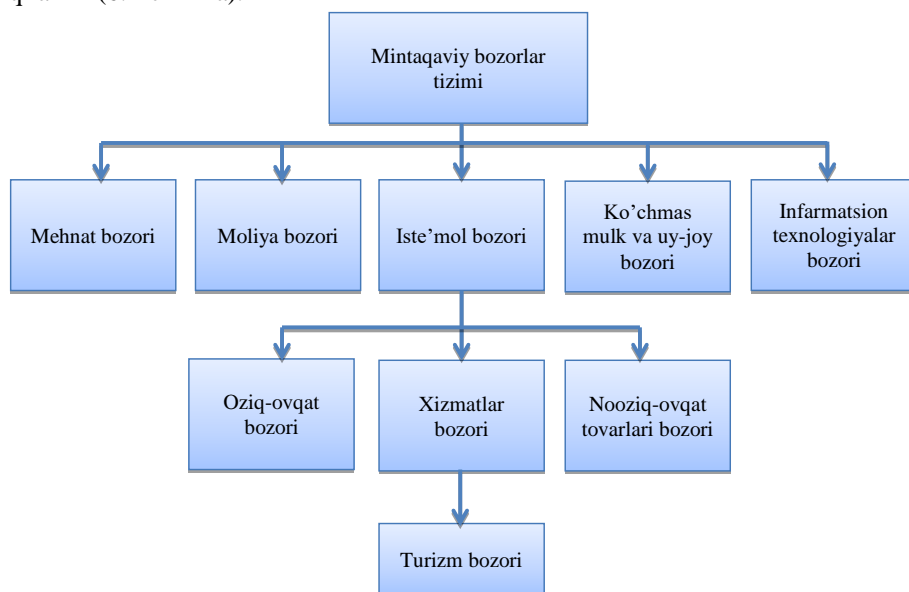 Mintaqaviy bozorlar
tizimi
Mehnat bozori
Moliya bozori
Iste’mol bozori
Ko’chmas
mulk va uy-joy
bozori
Infarmatsion
texnologiyalar
bozori
Oziq-ovqat
bozori
Xizmatlar
bozori
Nooziq-ovqat
tovarlari bozori
Turizm bozori